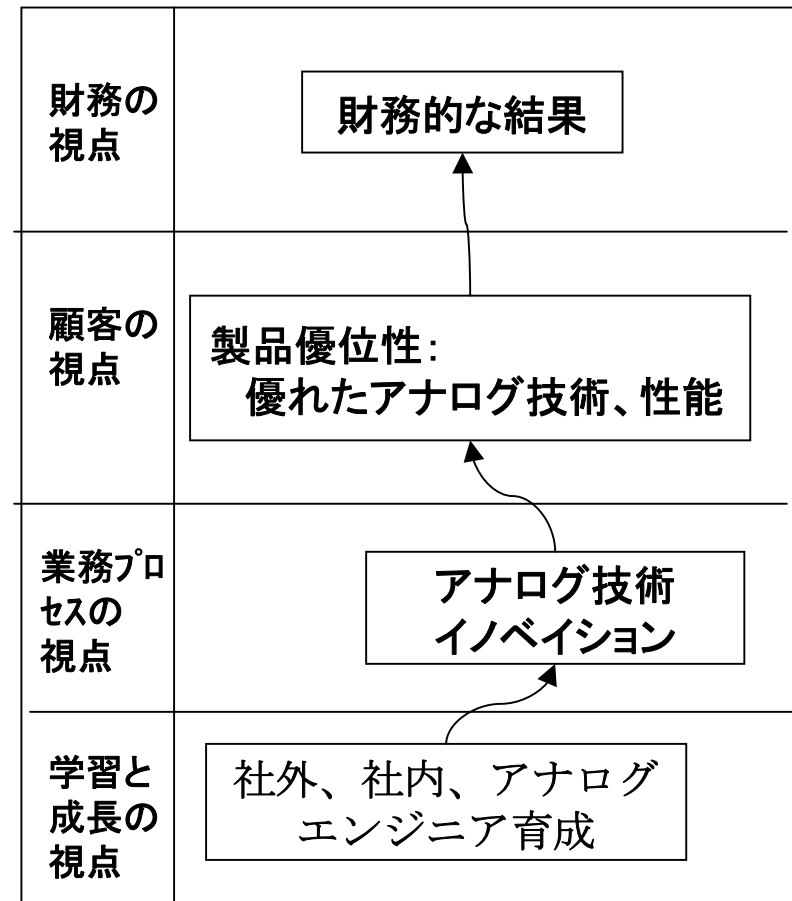 財務の
視点
財務的な結果
顧客の
視点
製品優位性:
優れたアナログ技術、性能
業務プロ
セスの
視点
アナログ技術
イノベイション
学習と
成長の
視点
社外、社内、アナログ
エンジニア育成